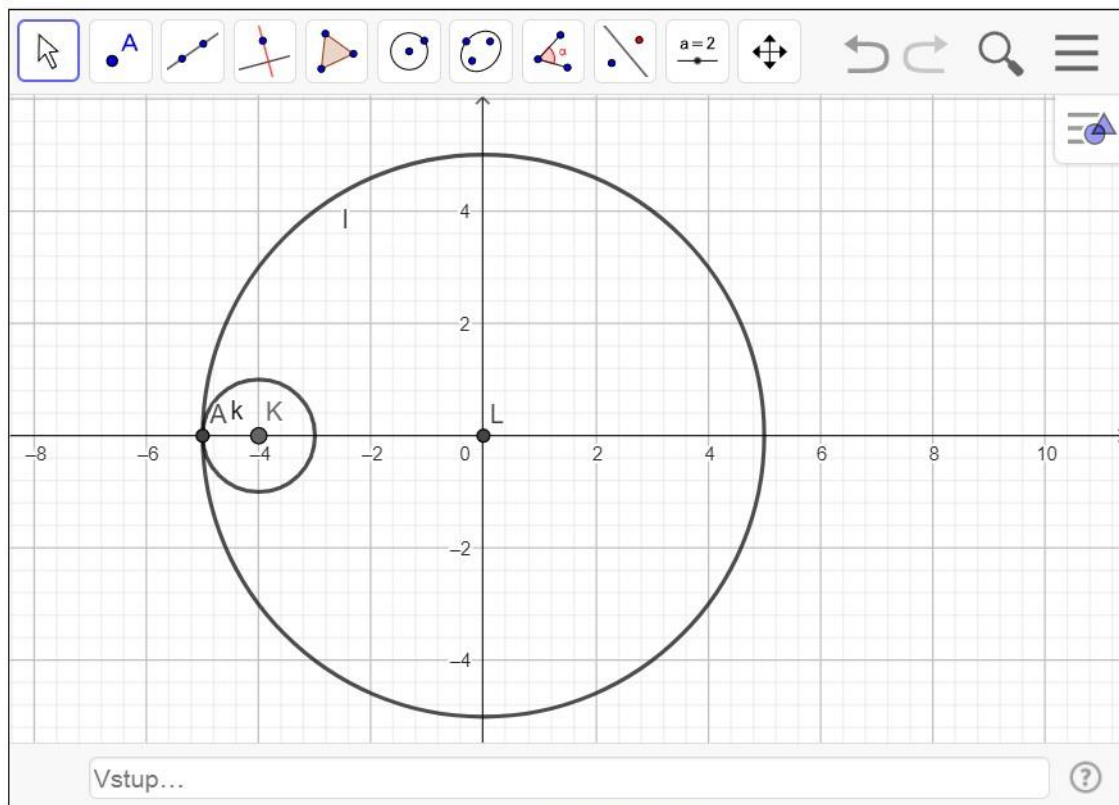 A
α
a=2
4
l
2
A k K L
–8 –6 –4 –2 0 2 4 6 8 10
–2
–4
Vstup…
?